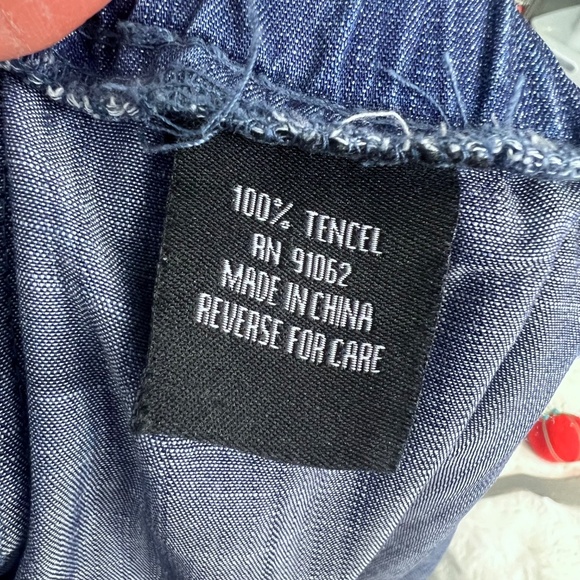 100% TENCEL
RN 91062
MADE IN CHINA
REVERSE FOR CARE